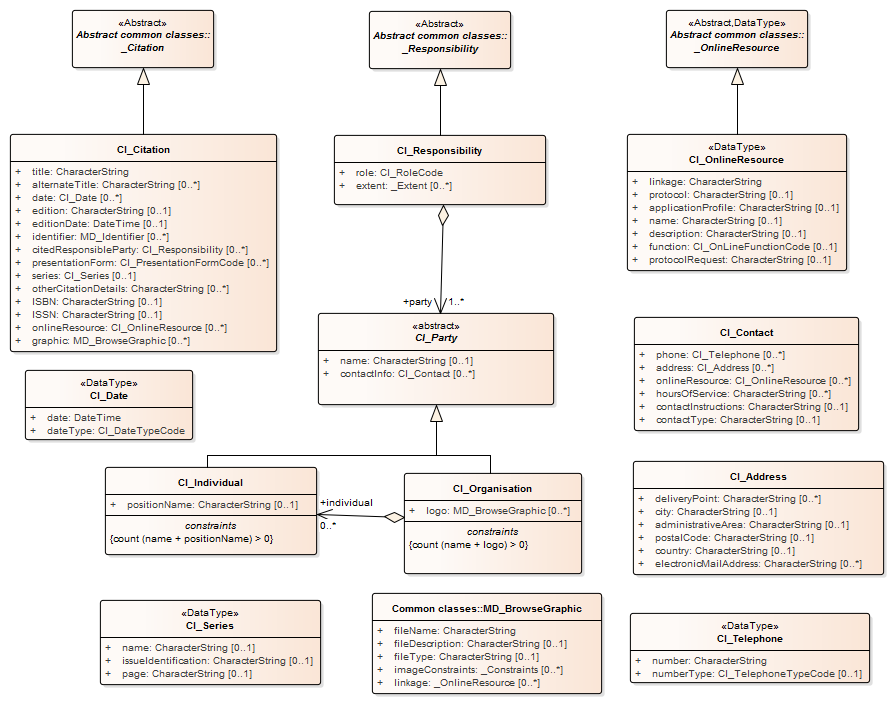 «Abstract»
Abstract common classes::
_Citation
«Abstract»
Abstract common classes::
_Responsibility
«Abstract,DataType»
Abstract common classes::
_OnlineResource
CI_Citation
+ title: CharacterString
+ alternateTitle: CharacterString [0..*]
+ date: CI_Date [0..*]
+ edition: CharacterString [0..1]
+ editionDate: DateTime [0..1]
+ identifier: MD_Identifier [0..*]
+ citedResponsibleParty: CI_Responsibility [0..*]
+ presentationForm: CI_PresentationFormCode [0..*]
+ series: CI_Series [0..1]
+ otherCitationDetails: CharacterString [0..*]
+ ISBN: CharacterString [0..1]
+ ISSN: CharacterString [0..1]
+ onlineResource: CI_OnlineResource [0..*]
+ graphic: MD_BrowseGraphic [0..*]
CI_Responsibility
+ role: CI_RoleCode
+ extent: _Extent [0..*]
«DataType»
CI_OnlineResource
+ linkage: CharacterString
+ protocol: CharacterString [0..1]
+ applicationProfile: CharacterString [0..1]
+ name: CharacterString [0..1]
+ description: CharacterString [0..1]
+ function: CI_OnLineFunctionCode [0..1]
+ protocolRequest: CharacterString [0..1]
+party 1..*
«abstract»
CI_Party
+ name: CharacterString [0..1]
+ contactInfo: CI_Contact [0..*]
CI_Contact
+ phone: CI_Telephone [0..*]
+ address: CI_Address [0..*]
+ onlineResource: CI_OnlineResource [0..*]
+ hoursOfService: CharacterString [0..*]
+ contactInstructions: CharacterString [0..1]
+ contactType: CharacterString [0..1]
«DataType»
CI_Date
+ date: DateTime
+ dateType: CI_DateTypeCode
CI_Individual
+ positionName: CharacterString [0..1]
constraints
{count (name + positionName) > 0}
+individual
0..*
CI_Organisation
+ logo: MD_BrowseGraphic [0..*]
constraints
{count (name + logo) > 0}
CI_Address
+ deliveryPoint: CharacterString [0..*]
+ city: CharacterString [0..1]
+ administrativeArea: CharacterString [0..1]
+ postalCode: CharacterString [0..1]
+ country: CharacterString [0..1]
+ electronicMailAddress: CharacterString [0..*]
«DataType»
CI_Series
+ name: CharacterString [0..1]
+ issueIdentification: CharacterString [0..1]
+ page: CharacterString [0..1]
Common classes::MD_BrowseGraphic
+ fileName: CharacterString
+ fileDescription: CharacterString [0..1]
+ fileType: CharacterString [0..1]
+ imageConstraints: _Constraints [0..*]
+ linkage: _OnlineResource [0..*]
«DataType»
CI_Telephone
+ number: CharacterString
+ numberType: CI_TelephoneTypeCode [0..1]